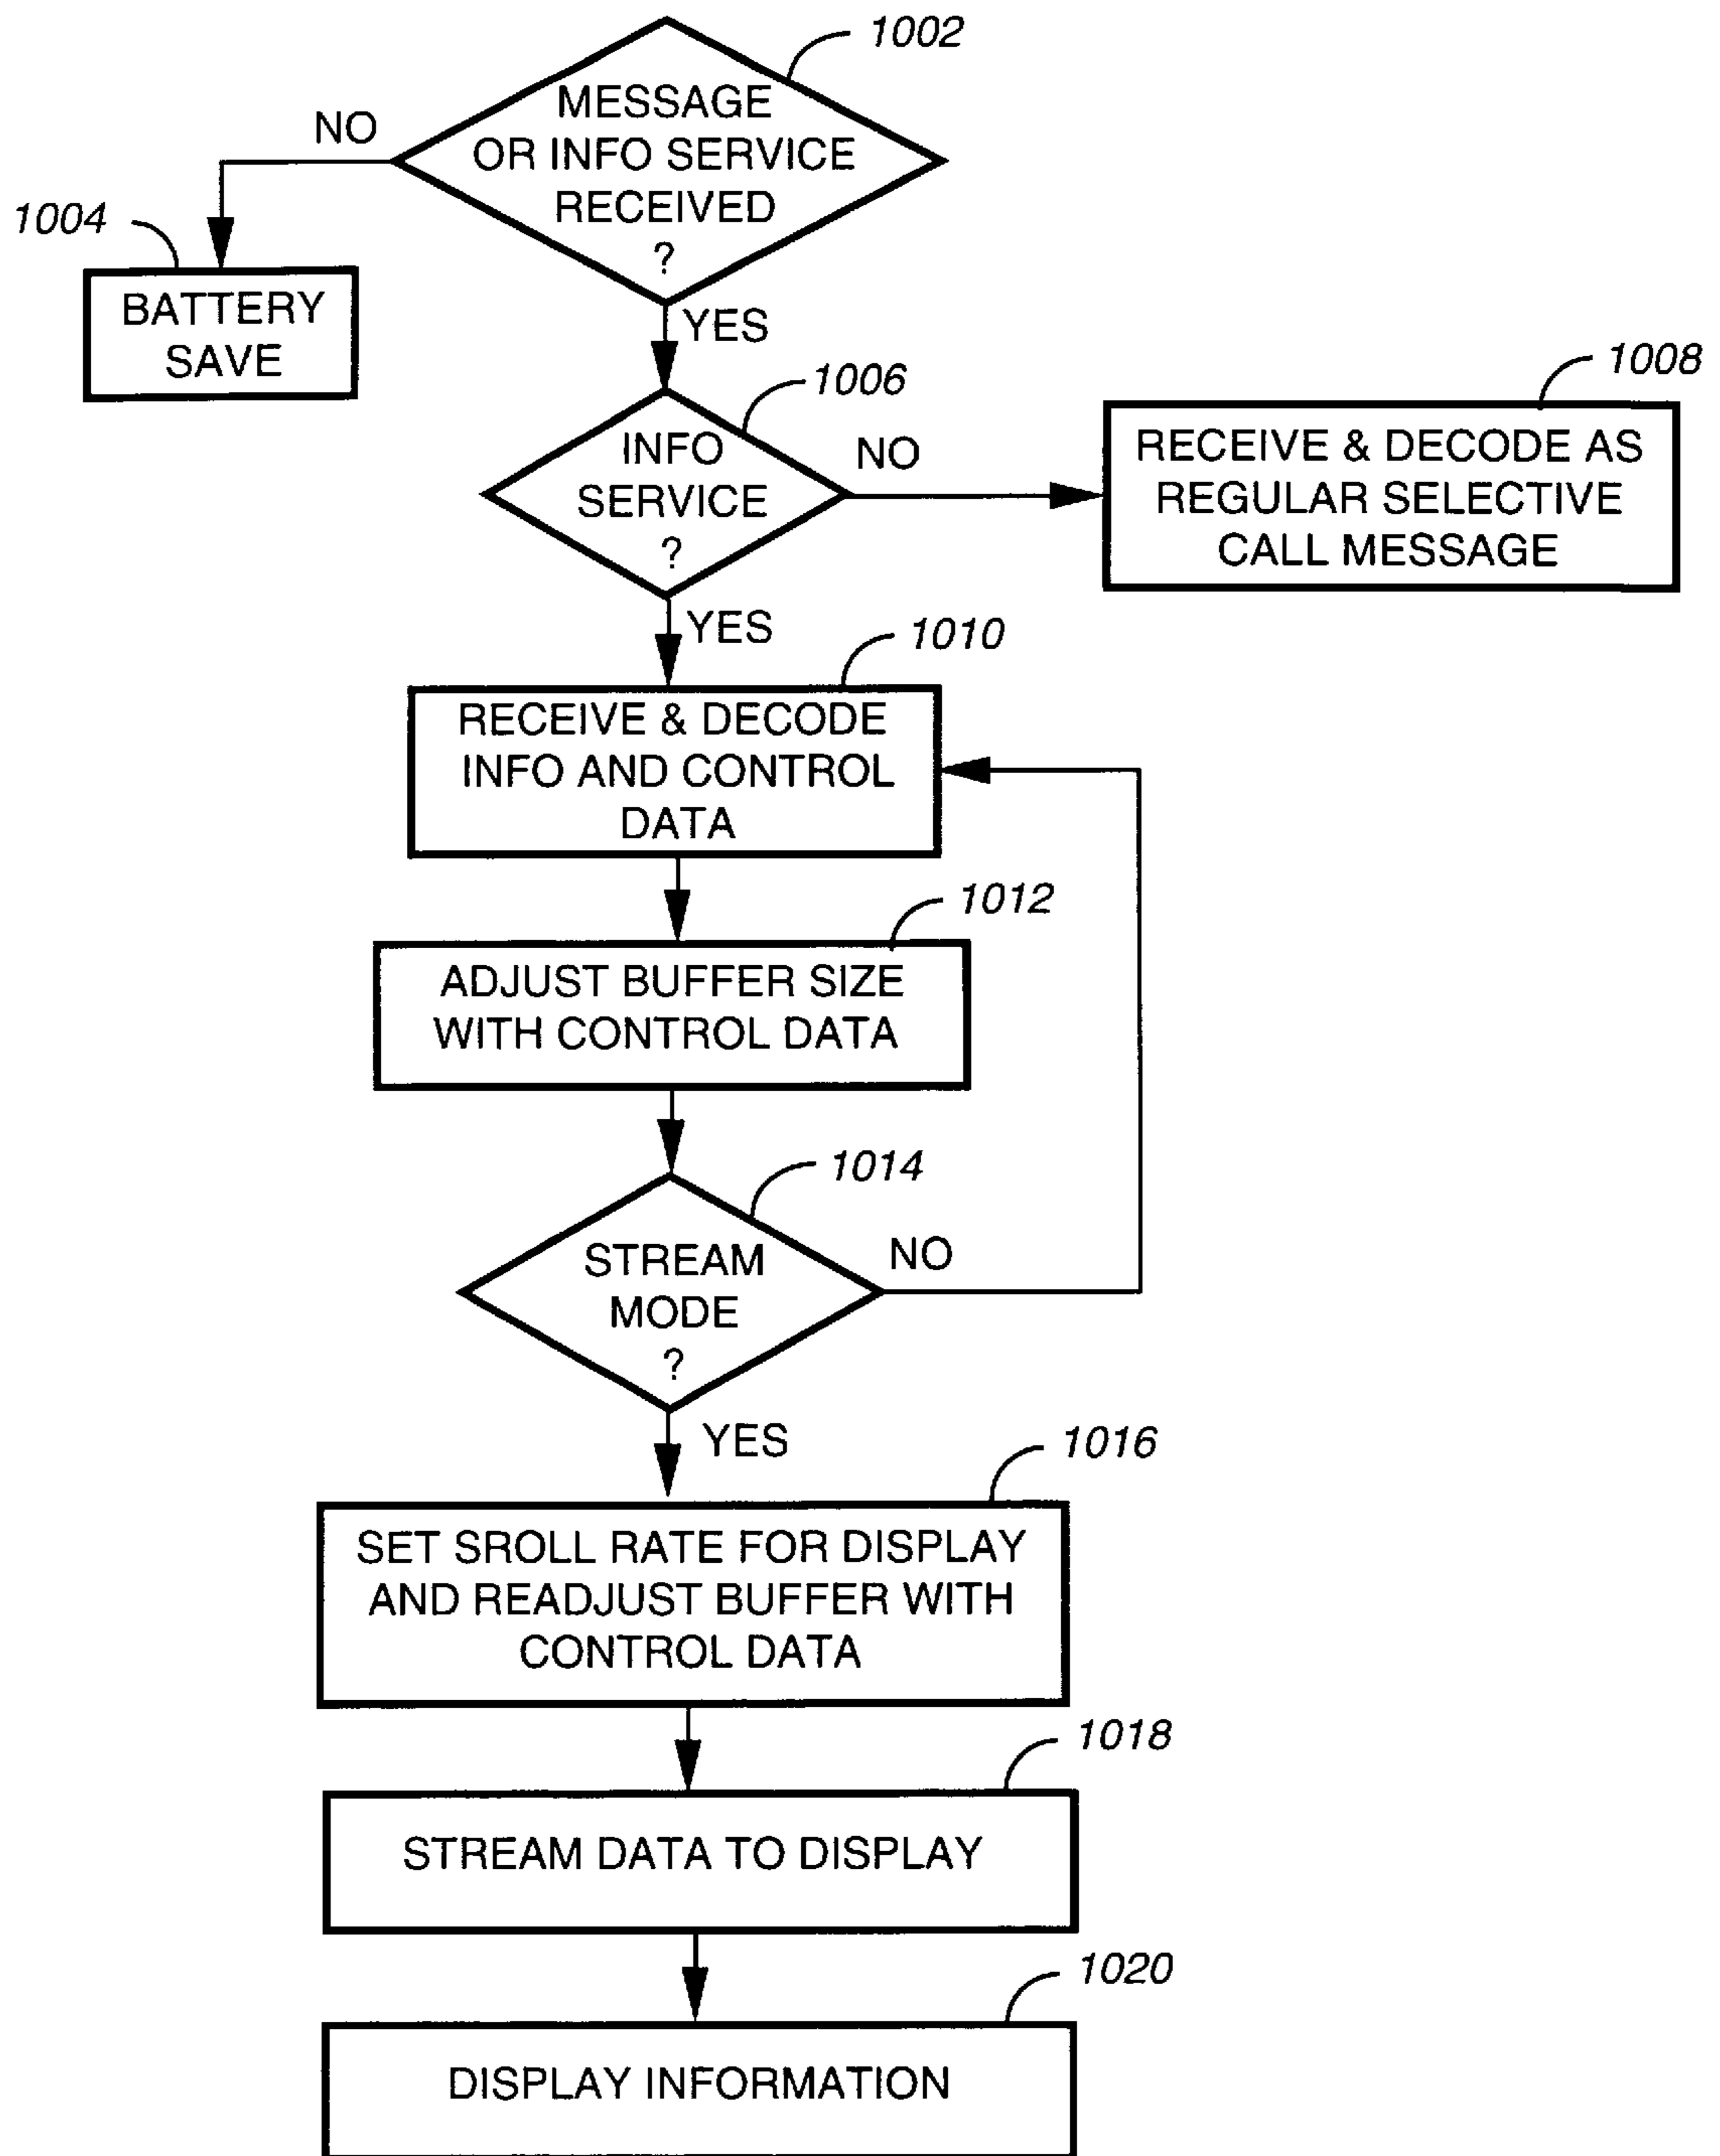 1002
MESSAGE
OR INFO SERVICE
RECEIVED
?
NO
1004
BATTERY
SAVE
YES
1006
INFO
SERVICE
?
NO
1008
RECEIVE & DECODE AS
REGULAR SELECTIVE
CALL MESSAGE
YES
1010
RECEIVE & DECODE
INFO AND CONTROL
DATA
1012
ADJUST BUFFER SIZE
WITH CONTROL DATA
1014
STREAM
MODE
?
NO
YES
1016
SET SROLL RATE FOR DISPLAY
AND READJUST BUFFER WITH
CONTROL DATA
1018
STREAM DATA TO DISPLAY
1020
DISPLAY INFORMATION